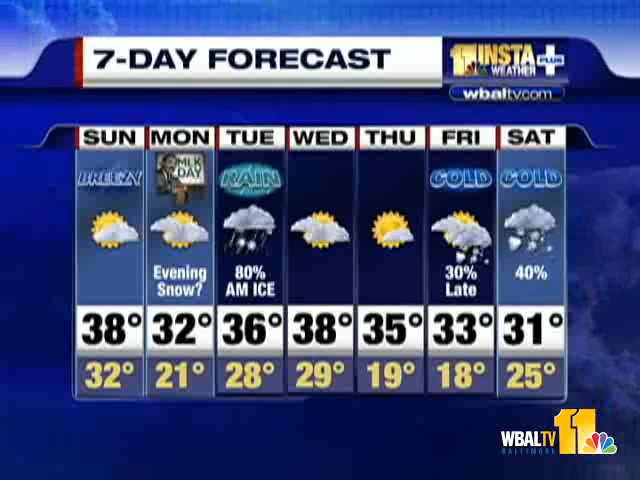 7-DAY FORECAST
11 INSTA
WEATHER PLUS
wbaltv.com
SUN MON TUE WED THU FRI SAT
BREEZY MLK DAY RAIN COLD COLD
Evening Snow? 80% AM ICE 30% Late 40%
38° 32° 36° 38° 35° 33° 31°
32° 21° 28° 29° 19° 18° 25°
WBALTV 11
BALTIMORE